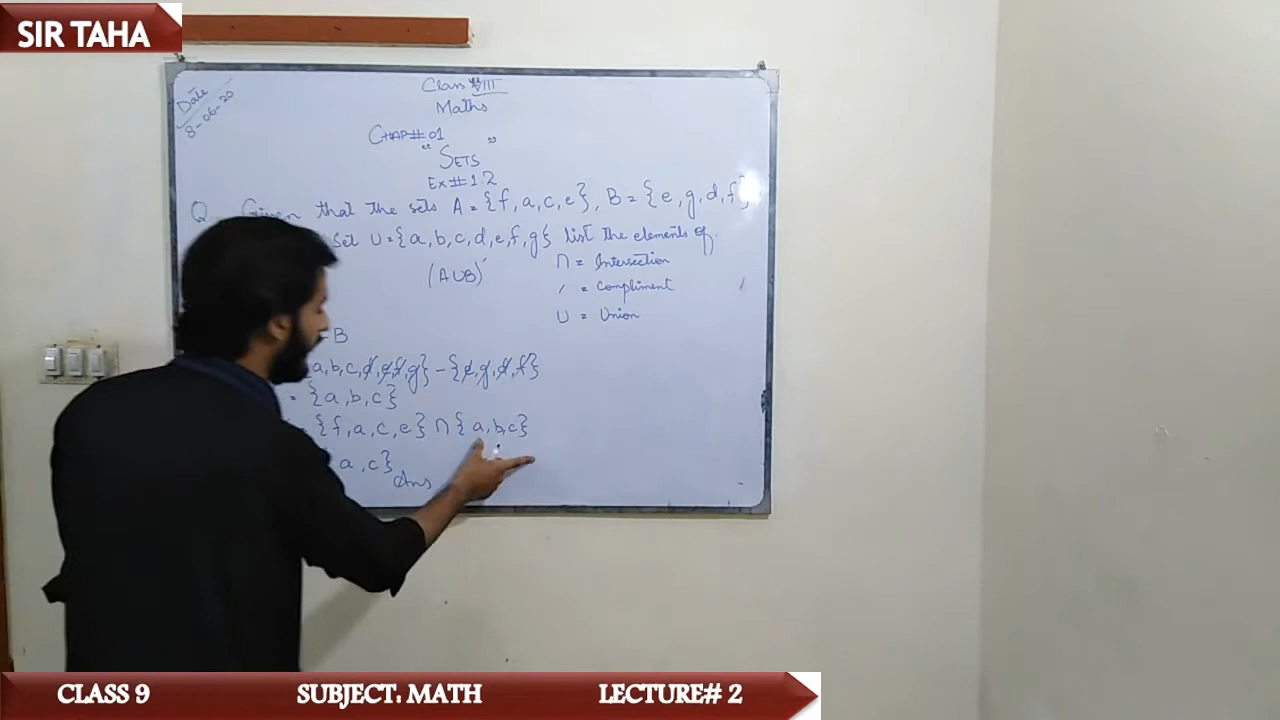 SIR TAHA
Date
8-06-20
Class VIII
Maths
CHAP# 01
"SETS"
EX# 1.2
Q Given that the sets A = {f, a, c, e}, B = {e, g, d, f}
set U = {a, b, c, d, e, f, g} list the elements of.
(A∪B)′
∩ = Intersection
′ = Compliment
U = Union
B
a, b, c, d, e, f, g} - {e, g, d, f}
= {a, b, c}
= {f, a, c, e} ∩ {a, b, c}
{a, c}
Ans
CLASS 9
SUBJECT: MATH
LECTURE# 2